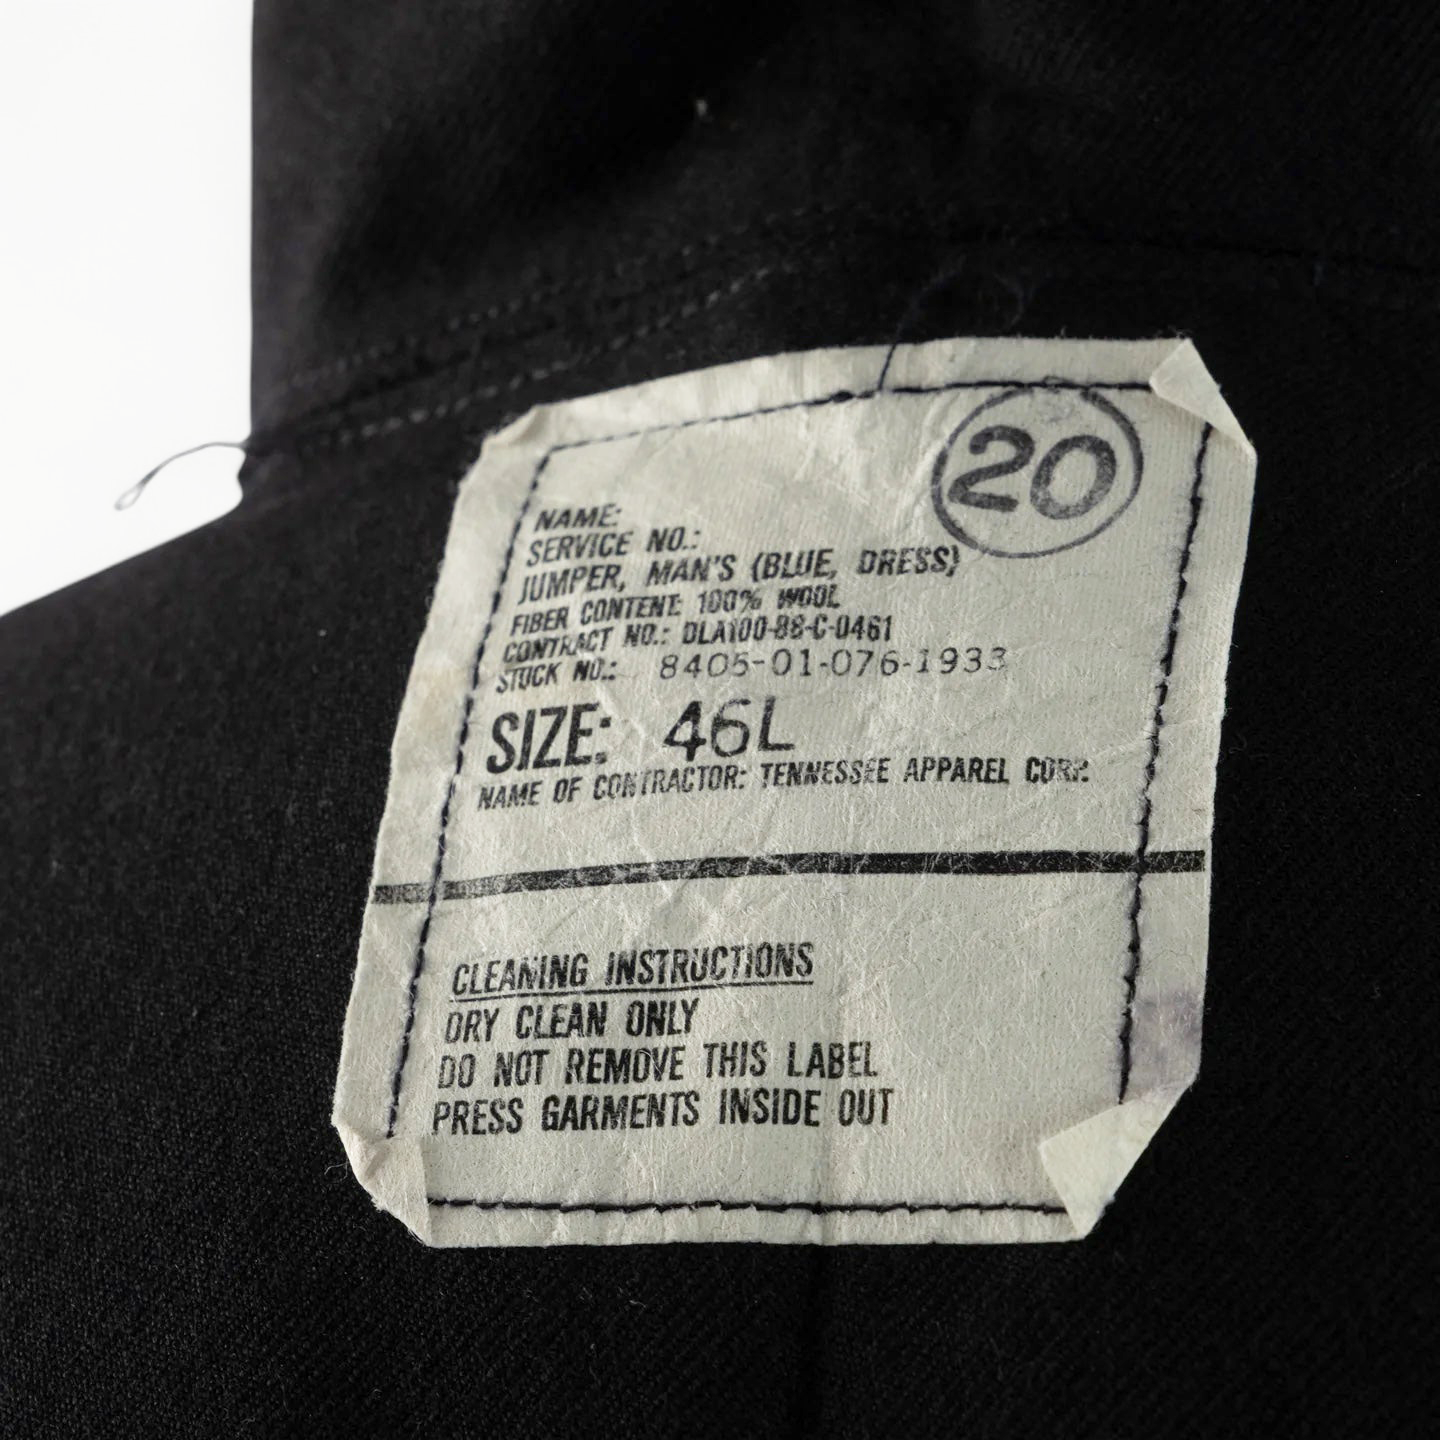 20
NAME:
SERVICE NO.:
JUMPER, MAN'S (BLUE, DRESS)
FIBER CONTENT: 100% WOOL
CONTRACT NO.: DLA100-88-C-0461
STOCK NO.: 8405-01-076-1933
SIZE: 46L
NAME OF CONTRACTOR: TENNESSEE APPAREL CORP.
CLEANING INSTRUCTIONS
DRY CLEAN ONLY
DO NOT REMOVE THIS LABEL
PRESS GARMENTS INSIDE OUT